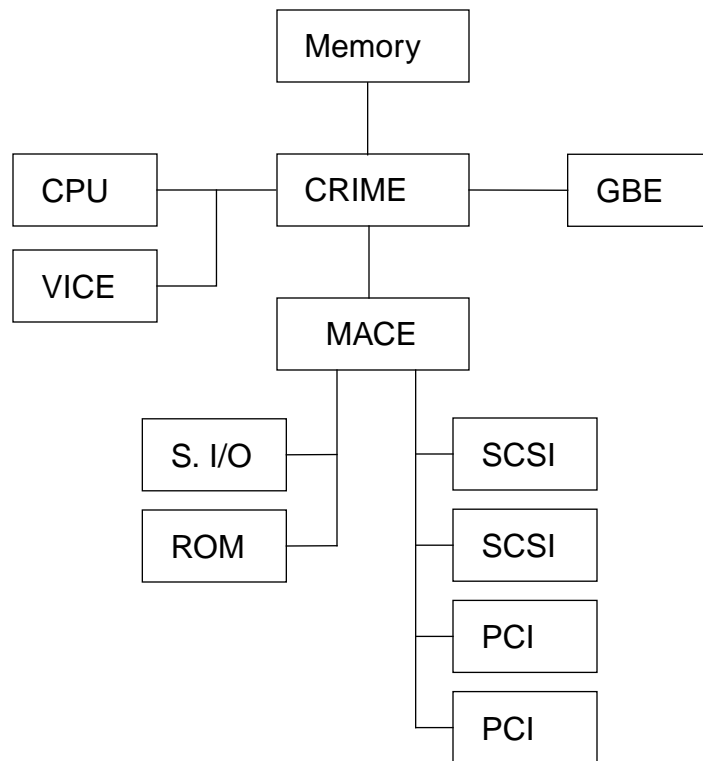 Memory
CPU
CRIME
GBE
VICE
MACE
S. I/O
SCSI
ROM
SCSI
PCI
PCI